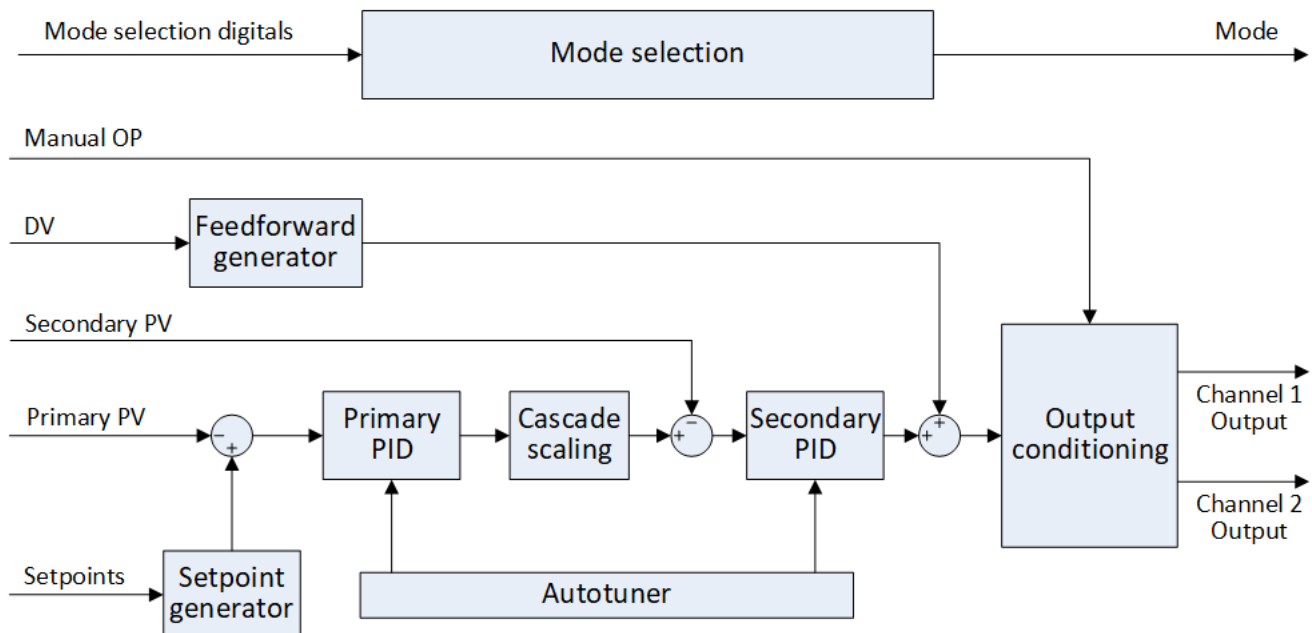 Mode selection digitals
Mode selection
Mode
Manual OP
DV
Feedforward
generator
Secondary PV
Primary PV
−
+
Primary
PID
Cascade
scaling
−
+
Secondary
PID
+
+
Output
conditioning
Channel 1
Output
Channel 2
Output
Setpoints
Setpoint
generator
Autotuner